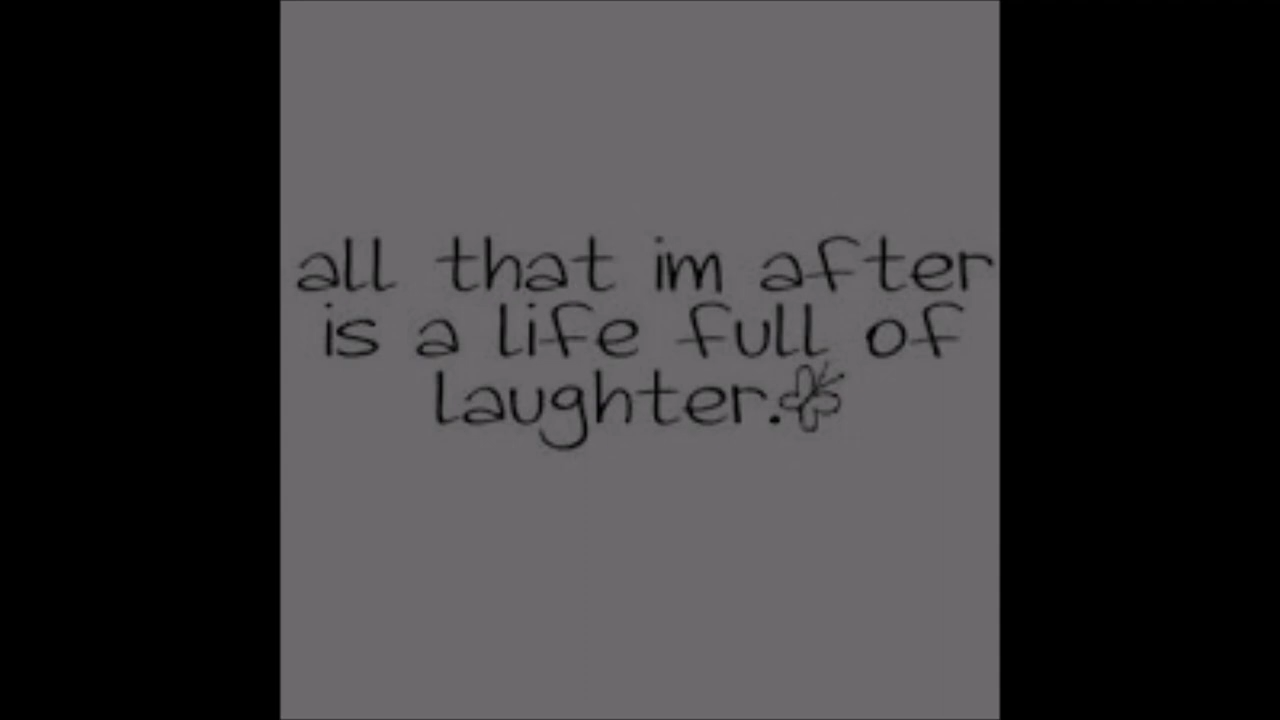 all that im after
is a life full of
laughter.